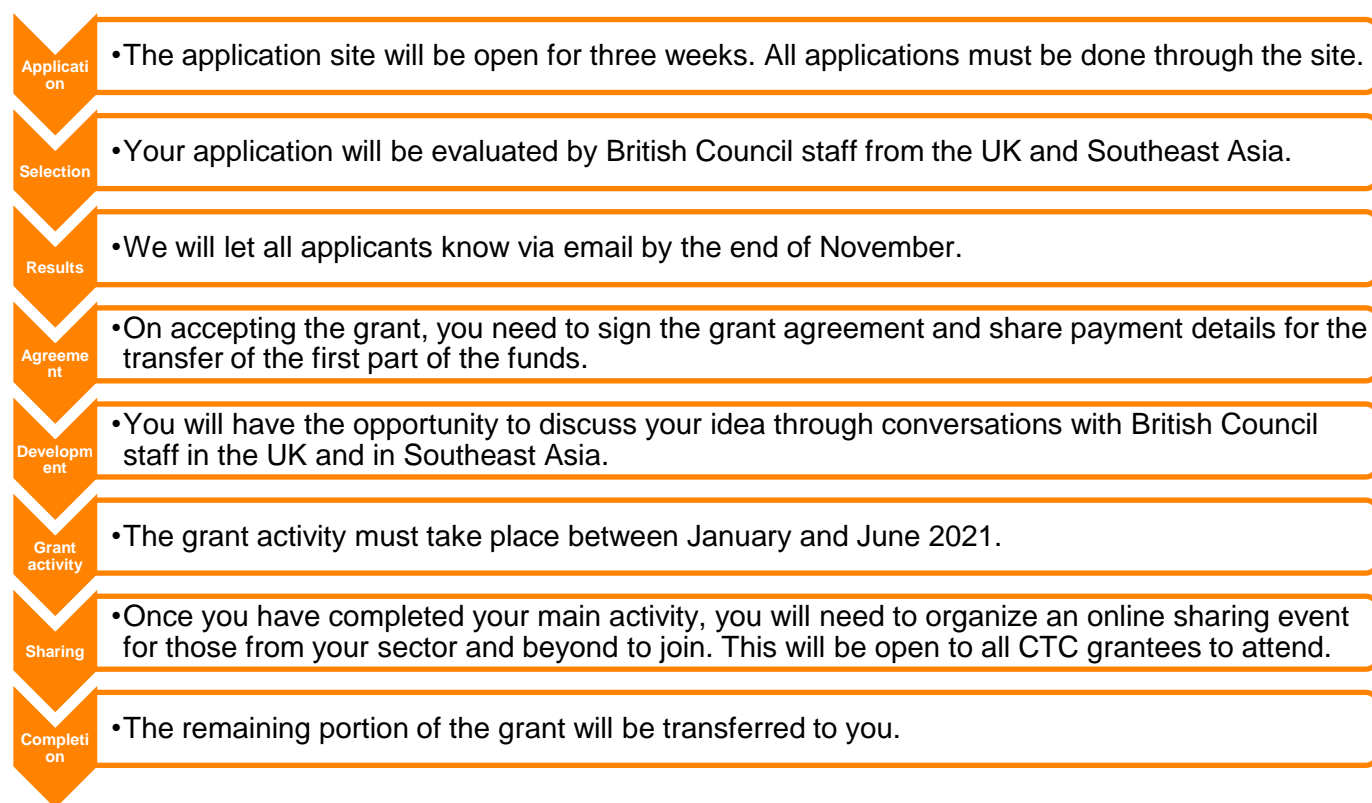 Applicati
on
•The application site will be open for three weeks. All applications must be done through the site.
Selection
•Your application will be evaluated by British Council staff from the UK and Southeast Asia.
Results
•We will let all applicants know via email by the end of November.
Agreeme
nt
•On accepting the grant, you need to sign the grant agreement and share payment details for the
transfer of the first part of the funds.
Developm
ent
•You will have the opportunity to discuss your idea through conversations with British Council
staff in the UK and in Southeast Asia.
Grant
activity
•The grant activity must take place between January and June 2021.
Sharing
•Once you have completed your main activity, you will need to organize an online sharing event
for those from your sector and beyond to join. This will be open to all CTC grantees to attend.
Completi
on
•The remaining portion of the grant will be transferred to you.